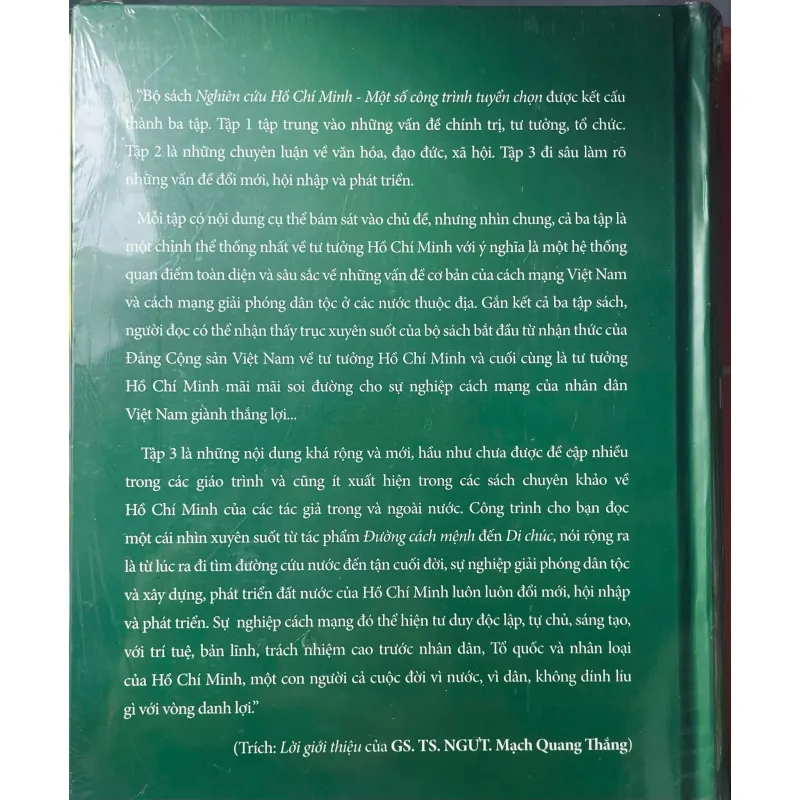 “Bộ sách Nghiên cứu Hồ Chí Minh - Một số công trình tuyển chọn được kết cấu
thành ba tập. Tập 1 tập trung vào những vấn đề chính trị, tư tưởng, tổ chức.
Tập 2 là những chuyên luận về văn hóa, đạo đức, xã hội. Tập 3 đi sâu làm rõ
những vấn đề đổi mới, hội nhập và phát triển.
Mỗi tập có nội dung cụ thể bám sát vào chủ đề, nhưng nhìn chung, cả ba tập là
một chỉnh thể thống nhất về tư tưởng Hồ Chí Minh với ý nghĩa là một hệ thống
quan điểm toàn diện và sâu sắc về những vấn đề cơ bản của cách mạng Việt Nam
và cách mạng giải phóng dân tộc ở các nước thuộc địa. Gắn kết cả ba tập sách,
người đọc có thể nhận thấy trục xuyên suốt của bộ sách bắt đầu từ nhận thức của
Đảng Cộng sản Việt Nam về tư tưởng Hồ Chí Minh và cuối cùng là tư tưởng
Hồ Chí Minh mãi mãi soi đường cho sự nghiệp cách mạng của nhân dân
Việt Nam giành thắng lợi...
Tập 3 là những nội dung khá rộng và mới, hầu như chưa được đề cập nhiều
trong các giáo trình và cũng ít xuất hiện trong các sách chuyên khảo về
Hồ Chí Minh của các tác giả trong và ngoài nước. Công trình cho bạn đọc
một cái nhìn xuyên suốt từ tác phẩm Đường cách mệnh đến Di chúc, nói rộng ra
là từ lúc ra đi tìm đường cứu nước đến tận cuối đời, sự nghiệp giải phóng dân tộc
và xây dựng, phát triển đất nước của Hồ Chí Minh luôn luôn đổi mới, hội nhập
và phát triển. Sự nghiệp cách mạng đó thể hiện tư duy độc lập, tự chủ, sáng tạo,
với trí tuệ, bản lĩnh, trách nhiệm cao trước nhân dân, Tổ quốc và nhân loại
của Hồ Chí Minh, một con người cả cuộc đời vì nước, vì dân, không dính líu
gì với vòng danh lợi.”
(Trích: Lời giới thiệu của GS. TS. NGƯT. Mạch Quang Thắng)